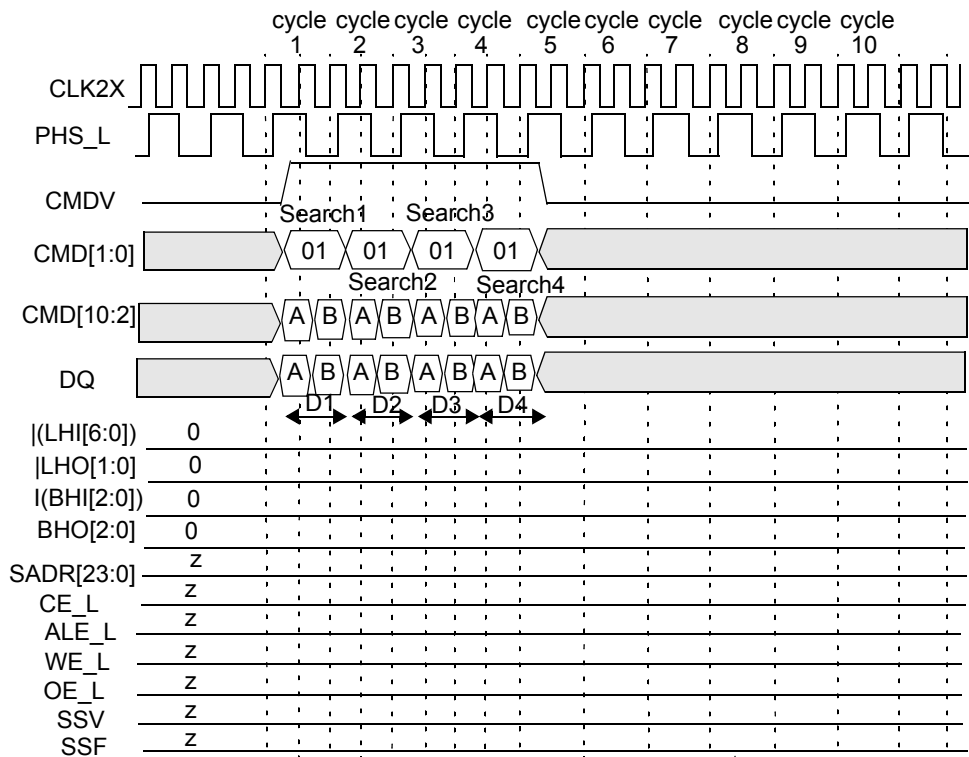 cycle cycle cycle cycle cycle cycle cycle cycle cycle cycle
1 2 3 4 5 6 7 8 9 10
CLK2X
PHS_L
CMDV
Search1 Search3
CMD[1:0] 01 01 01 01
Search2 Search4
CMD[10:2] A B A B A B A B
DQ A B A B A B A B
D1 D2 D3 D4
|(LHI[6:0]) 0
|LHO[1:0] 0
I(BHI[2:0]) 0
BHO[2:0] 0
SADR[23:0] z
CE_L z
ALE_L z
WE_L z
OE_L z
SSV z
SSF z